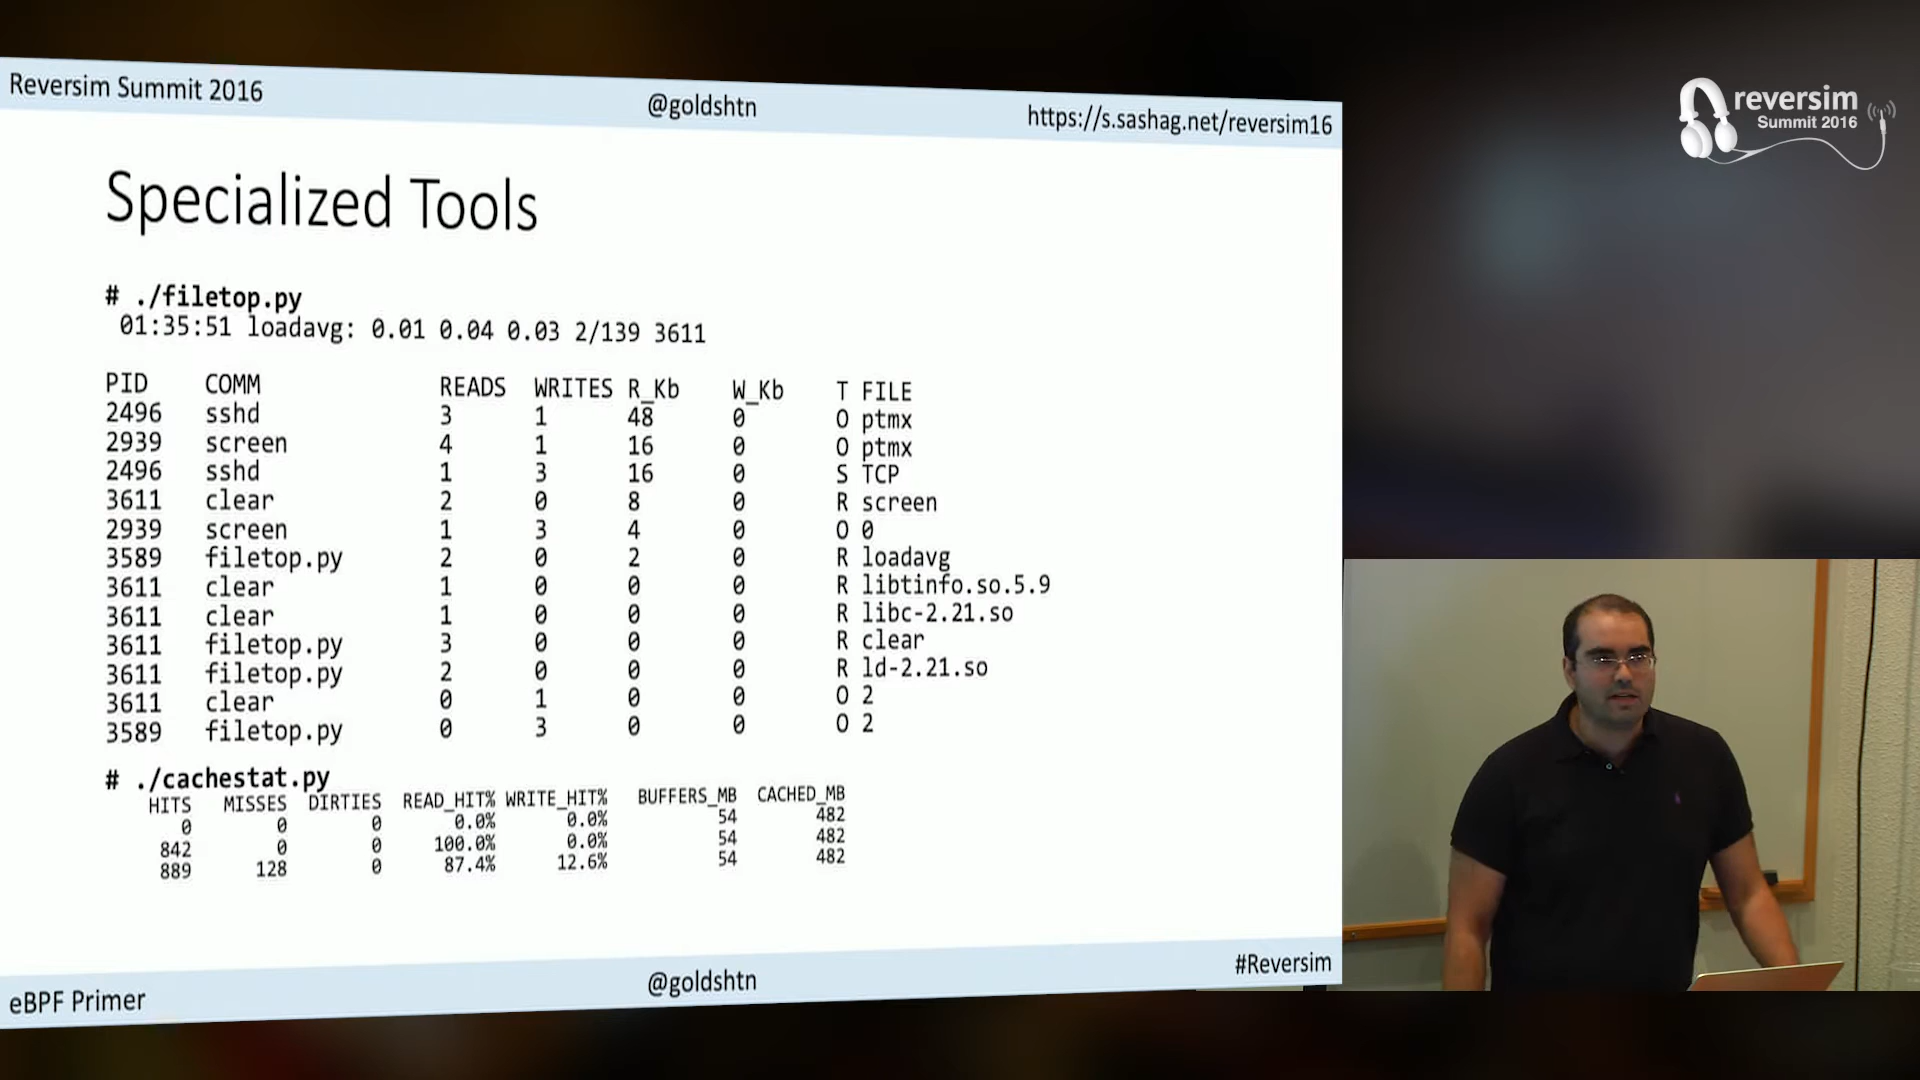 Reversim Summit 2016
@goldshtn
https://s.sashag.net/reversim16
reversim
Summit 2016
Specialized Tools
# ./filetop.py
01:35:51 loadavg: 0.01 0.04 0.03 2/139 3611
PID COMM READS WRITES R_Kb W_Kb T FILE
2496 sshd 3 1 48 0 O ptmx
2939 screen 4 1 16 0 O ptmx
2496 sshd 1 3 16 0 S TCP
3611 clear 2 0 8 0 R screen
2939 screen 1 3 4 0 O 0
3589 filetop.py 2 0 2 0 R loadavg
3611 clear 1 0 0 0 R libtinfo.so.5.9
3611 clear 1 0 0 0 R libc-2.21.so
3611 filetop.py 3 0 0 0 R clear
3611 filetop.py 2 0 0 0 R ld-2.21.so
3611 clear 0 1 0 0 O 2
3589 filetop.py 0 3 0 0 O 2
# ./cachestat.py
HITS MISSES DIRTIES READ_HIT% WRITE_HIT% BUFFERS_MB CACHED_MB
0 0 0 0.0% 0.0% 54 482
842 0 0 100.0% 0.0% 54 482
889 128 0 87.4% 12.6% 54 482
eBPF Primer
@goldshtn
#Reversim